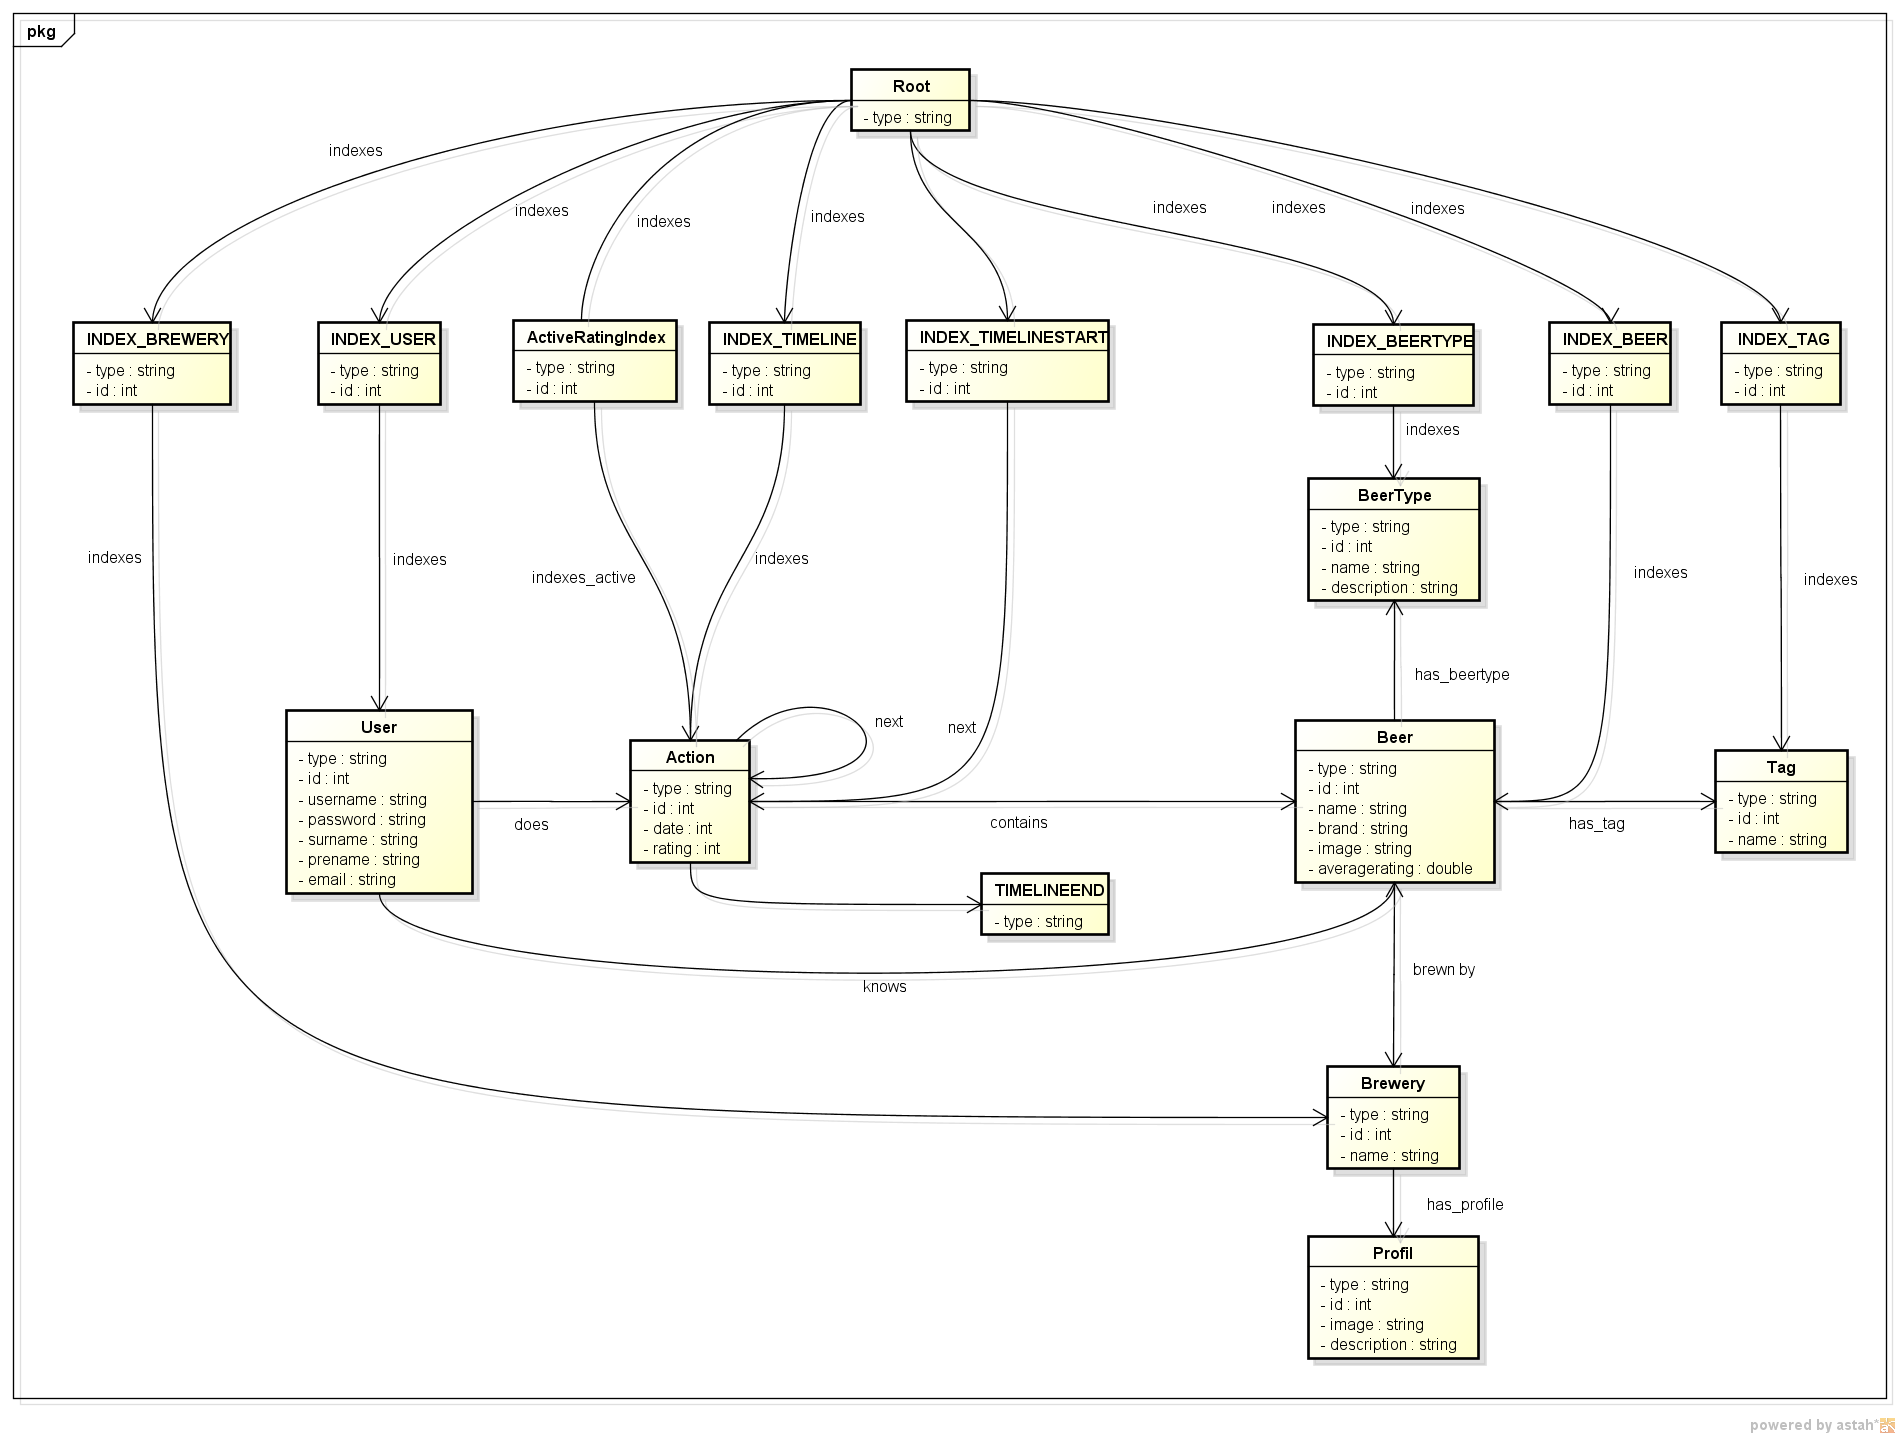 pkg
Root
- type : string
indexes
indexes
indexes
indexes
indexes
indexes
indexes
INDEX_BREWERY
- type : string
- id : int
INDEX_USER
- type : string
- id : int
ActiveRatingIndex
- type : string
- id : int
INDEX_TIMELINE
- type : string
- id : int
INDEX_TIMELINESTART
- type : string
- id : int
INDEX_BEERTYPE
- type : string
- id : int
INDEX_BEER
- type : string
- id : int
INDEX_TAG
- type : string
- id : int
indexes
BeerType
- type : string
- id : int
- name : string
- description : string
indexes
indexes
indexes_active
indexes
indexes
indexes
has_beertype
next
next
User
- type : string
- id : int
- username : string
- password : string
- surname : string
- prename : string
- email : string
does
Action
- type : string
- id : int
- date : int
- rating : int
contains
Beer
- type : string
- id : int
- name : string
- brand : string
- image : string
- averagerating : double
has_tag
Tag
- type : string
- id : int
- name : string
TIMELINEEND
- type : string
knows
brewn by
Brewery
- type : string
- id : int
- name : string
has_profile
Profil
- type : string
- id : int
- image : string
- description : string
powered by astah*